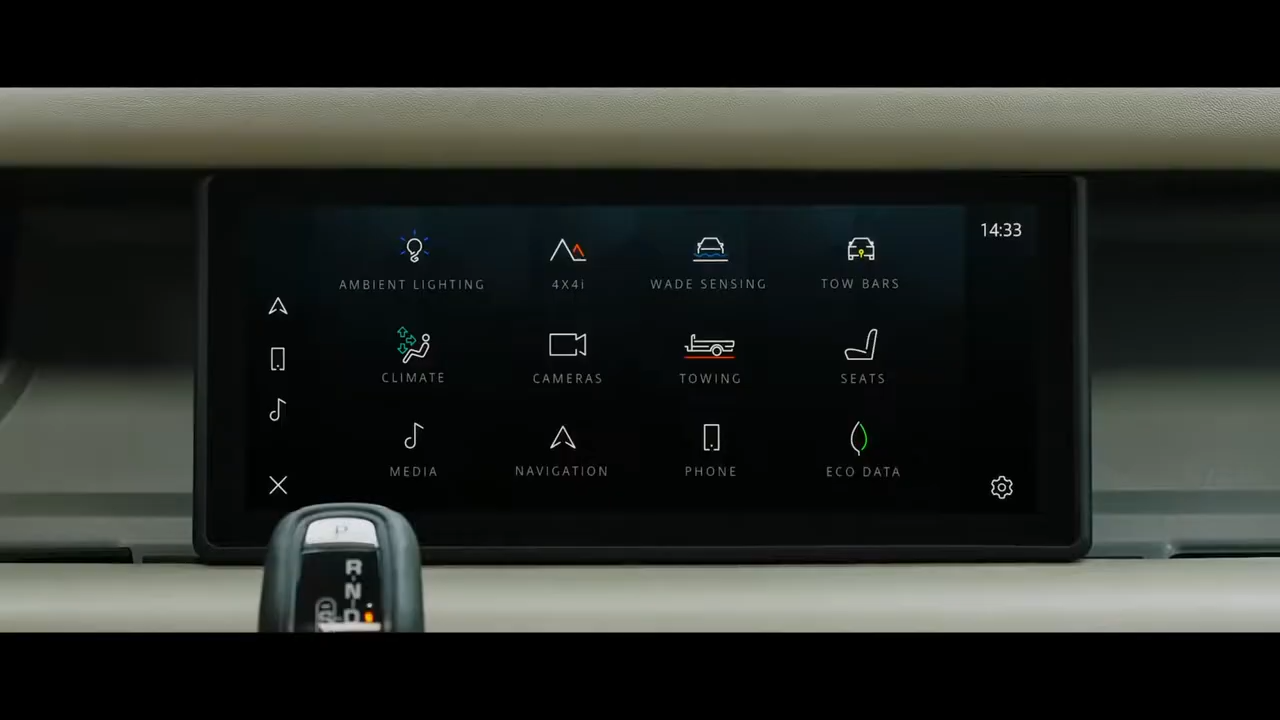 14:33
AMBIENT LIGHTING
4X4i
WADE SENSING
TOW BARS
CLIMATE
CAMERAS
TOWING
SEATS
MEDIA
NAVIGATION
PHONE
ECO DATA
P
R
N
S D